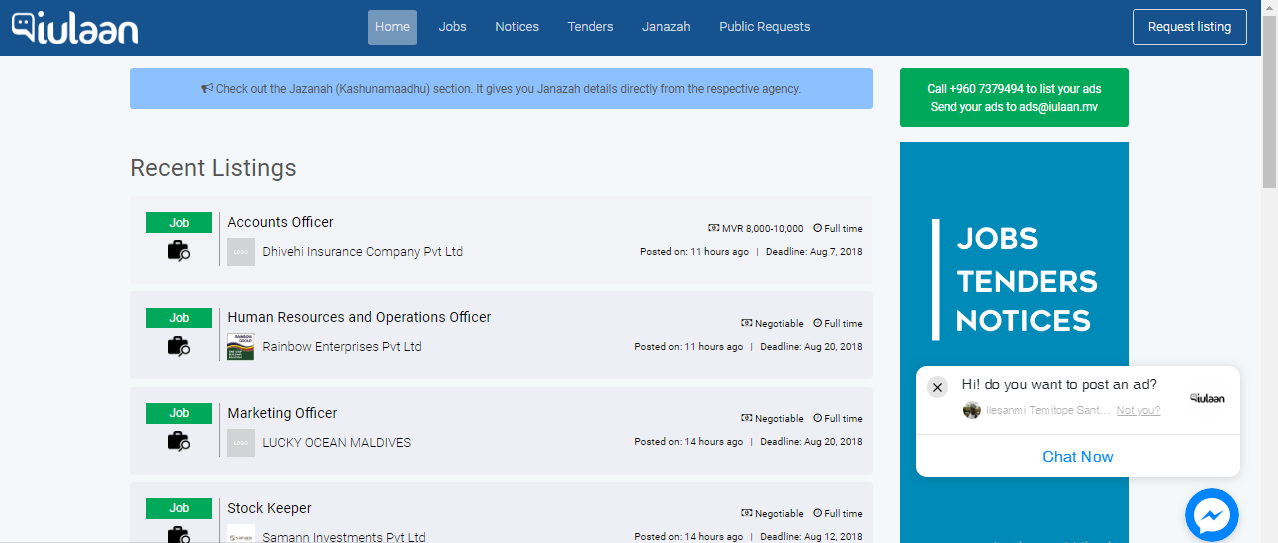 iulaan
Home Jobs Notices Tenders Janazah Public Requests Request listing
Check out the Jazanah (Kashunamaadhu) section. It gives you Janazah details directly from the respective agency.
Call +960 7379494 to list your ads
Send your ads to ads@iulaan.mv
Recent Listings
Job
Accounts Officer
LOGO Dhivehi Insurance Company Pvt Ltd
MVR 8,000-10,000 Full time
Posted on: 11 hours ago | Deadline: Aug 7, 2018
Job
Human Resources and Operations Officer
RAINBOW GROUP
Rainbow Enterprises Pvt Ltd
Negotiable Full time
Posted on: 11 hours ago | Deadline: Aug 20, 2018
Job
Marketing Officer
LOGO LUCKY OCEAN MALDIVES
Negotiable Full time
Posted on: 14 hours ago | Deadline: Aug 20, 2018
Job
Stock Keeper
Samann Investments Pvt Ltd
Negotiable Full time
Posted on: 14 hours ago | Deadline: Aug 12, 2018
JOBS
TENDERS
NOTICES
Hi! do you want to post an ad?
iulaan
Ilesanmi Temitope Sant... Not you?
Chat Now